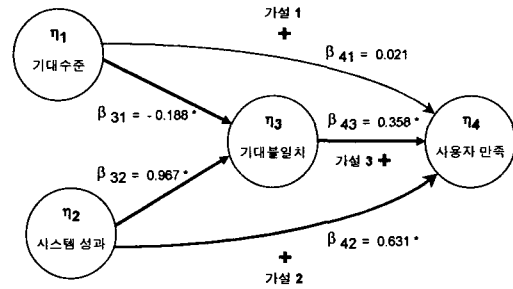 가설 1
+
η1
기대수준
β41 = 0.021
β31 = - 0.188 *
η3
기대불일치
β43 = 0.358 *
가설 3 +
η4
사용자 만족
β32 = 0.967 *
η2
시스템 성과
β42 = 0.631 *
+
가설 2